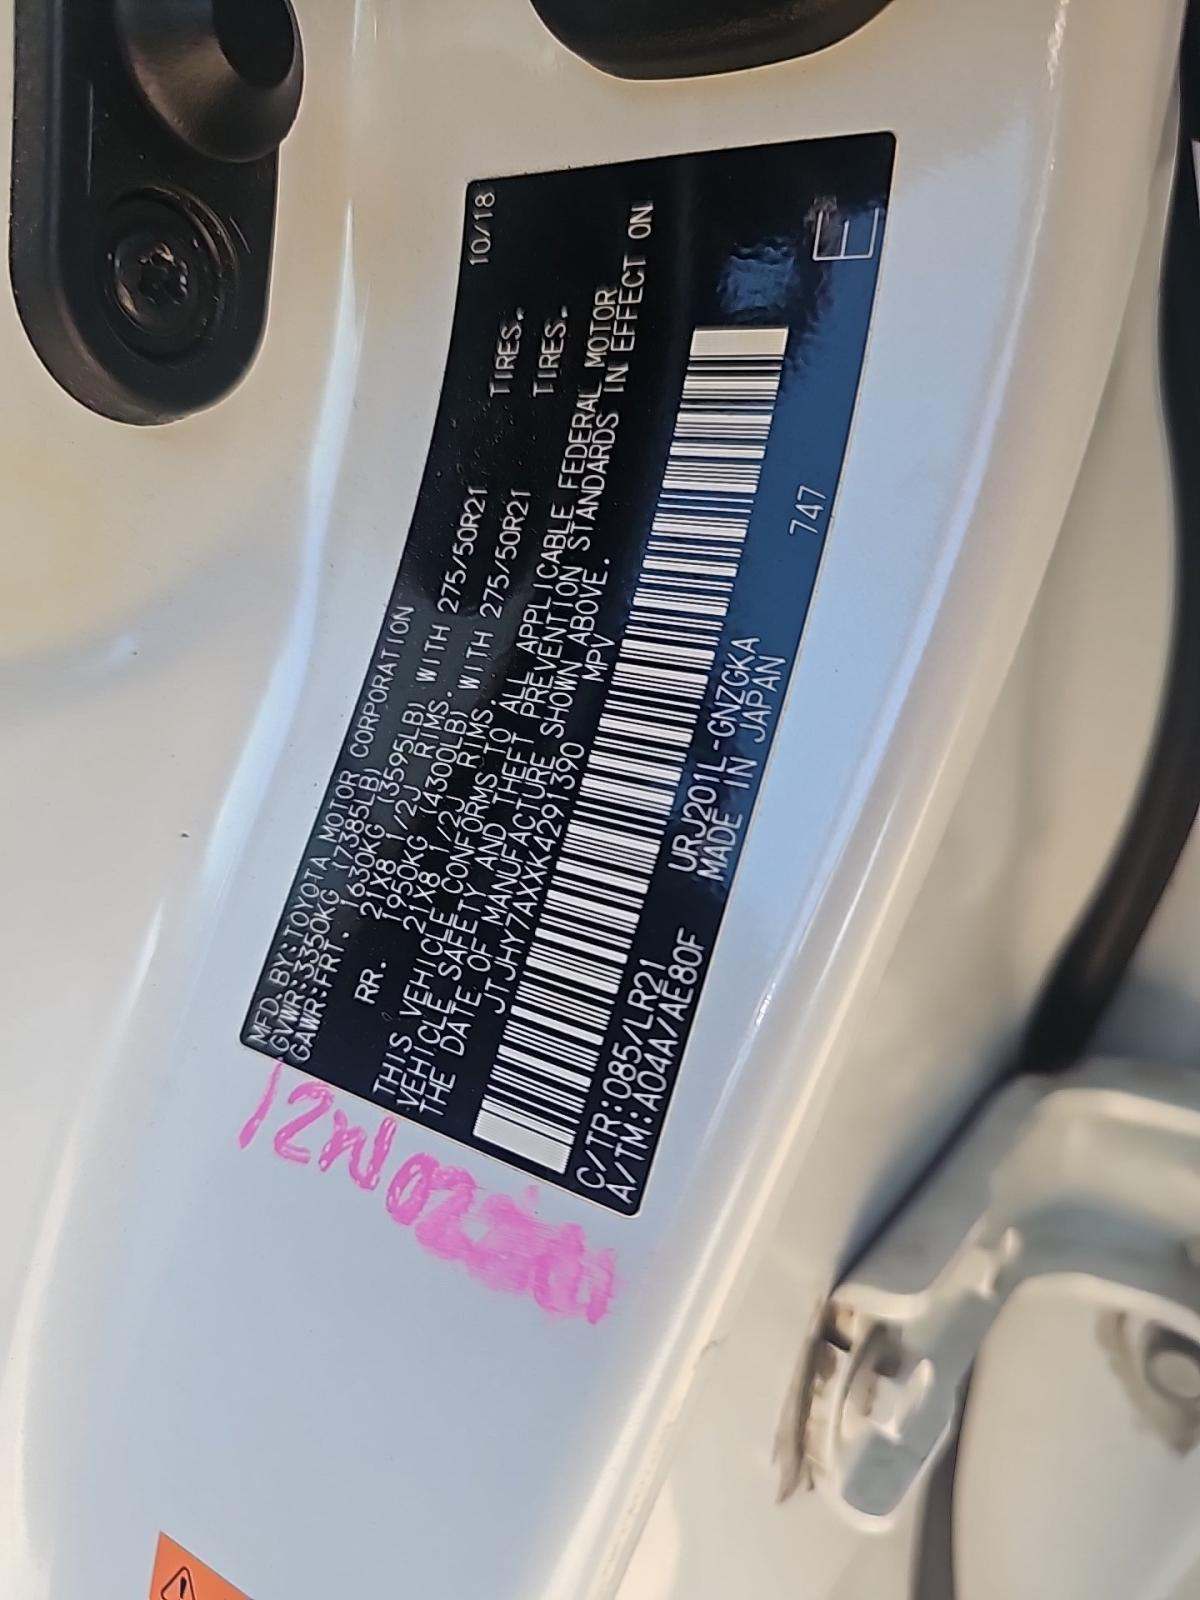 MFD.BY:TOYOTA MOTOR CORPORATION 10/18
GVWR:3350KG (7385LB)
GAWR:FRT. 1630KG (3595LB) WITH 275/50R21 TIRES.
21X8 1/2J RIMS.
RR. 1950KG (4300LB) WITH 275/50R21 TIRES.
21X8 1/2J RIMS.
THIS VEHICLE CONFORMS TO ALL APPLICABLE FEDERAL MOTOR
VEHICLE SAFETY AND THEFT PREVENTION STANDARDS IN EFFECT ON
THE DATE OF MANUFACTURE SHOWN ABOVE.
JTJHY7AXXK4291390 MPV
C/TR:085/LR21 URJ201L-GNZGKA 747
A/TM:A04A/AE80F MADE IN JAPAN
E